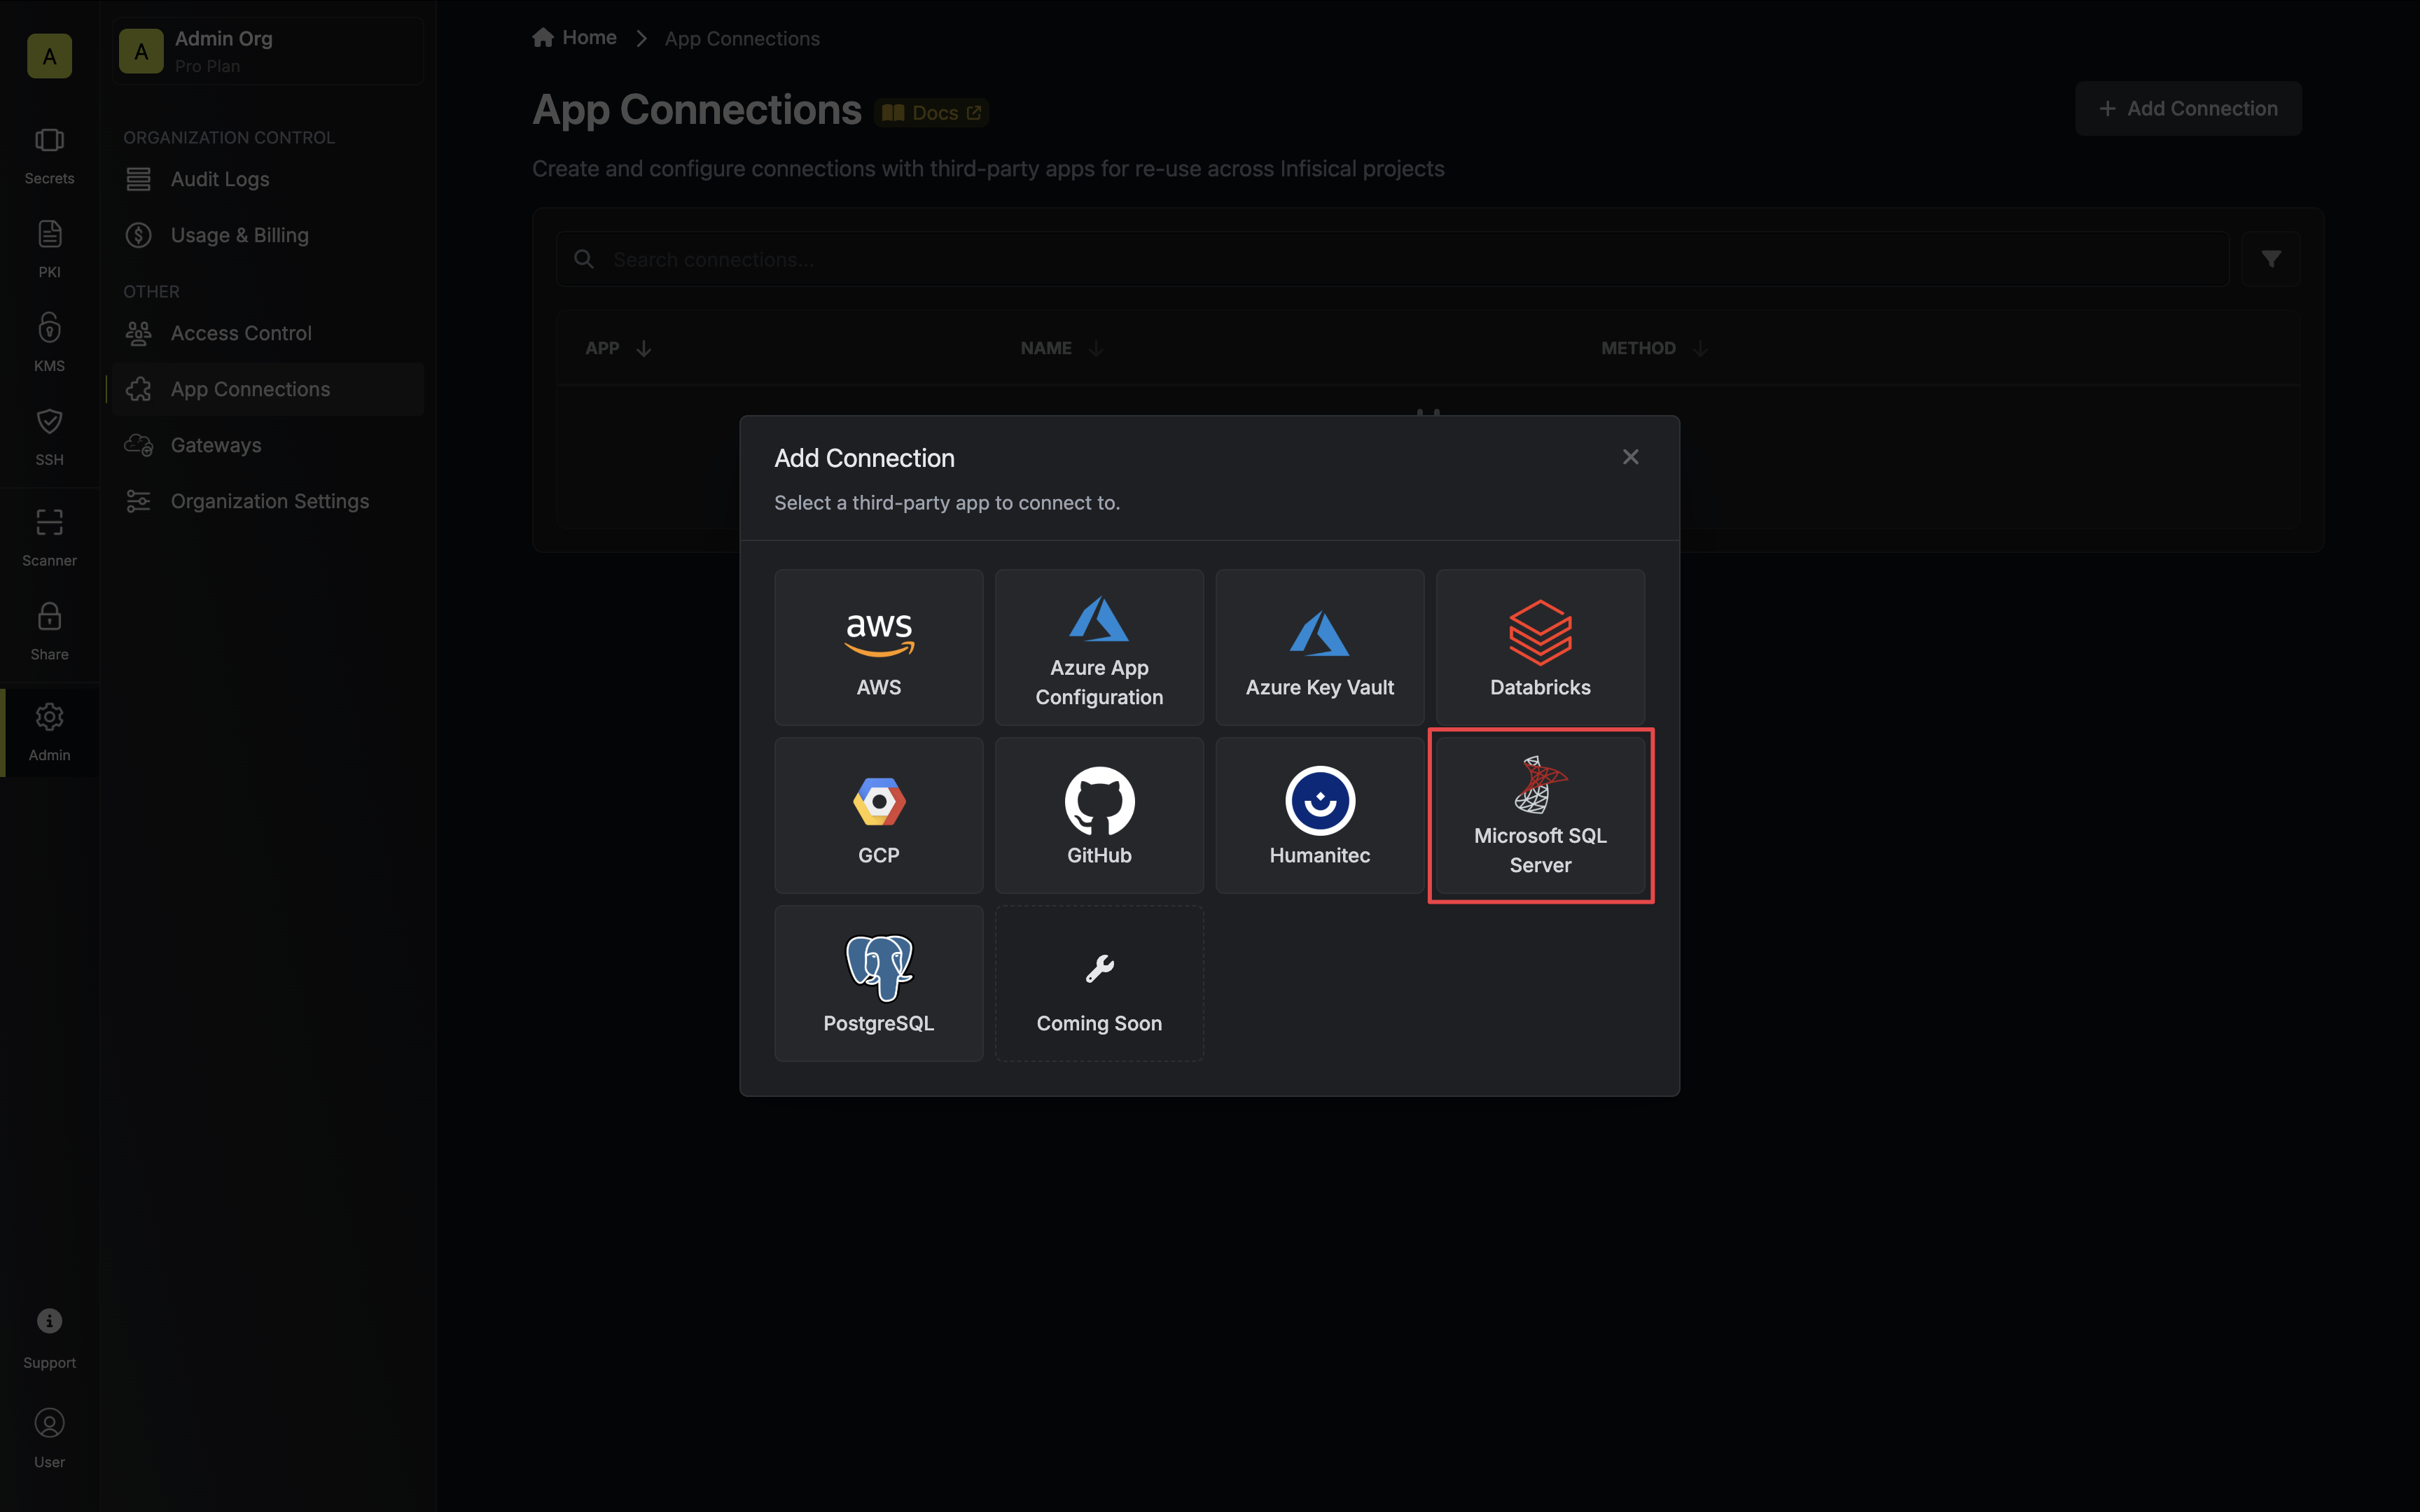 A
Secrets
PKI
KMS
SSH
Scanner
Share
Admin
Support
User
A
Admin Org
Pro Plan
ORGANIZATION CONTROL
Audit Logs
Usage & Billing
OTHER
Access Control
App Connections
Gateways
Organization Settings
Home
App Connections
App Connections
Docs
Add Connection
Create and configure connections with third-party apps for re-use across Infisical projects
Search connections...
APP
NAME
METHOD
Add Connection
Select a third-party app to connect to.
aws
AWS
Azure App
Configuration
Azure Key Vault
Databricks
GCP
GitHub
Humanitec
Microsoft SQL
Server
PostgreSQL
Coming Soon